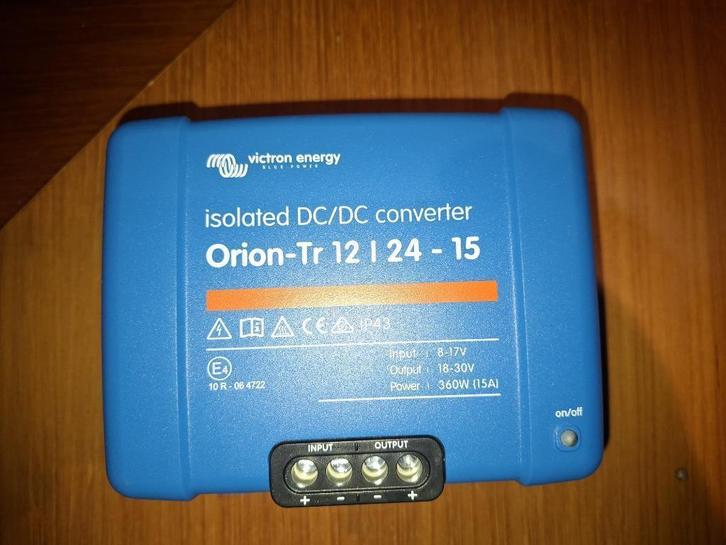 victron energy
BLUE POWER
isolated DC/DC converter
Orion-Tr 12 | 24 - 15
CE IP43
E4
10 R - 06 4722
Input : 8-17V
Output : 18-30V
Power : 360W (15A)
on/off
INPUT OUTPUT
+ - - +